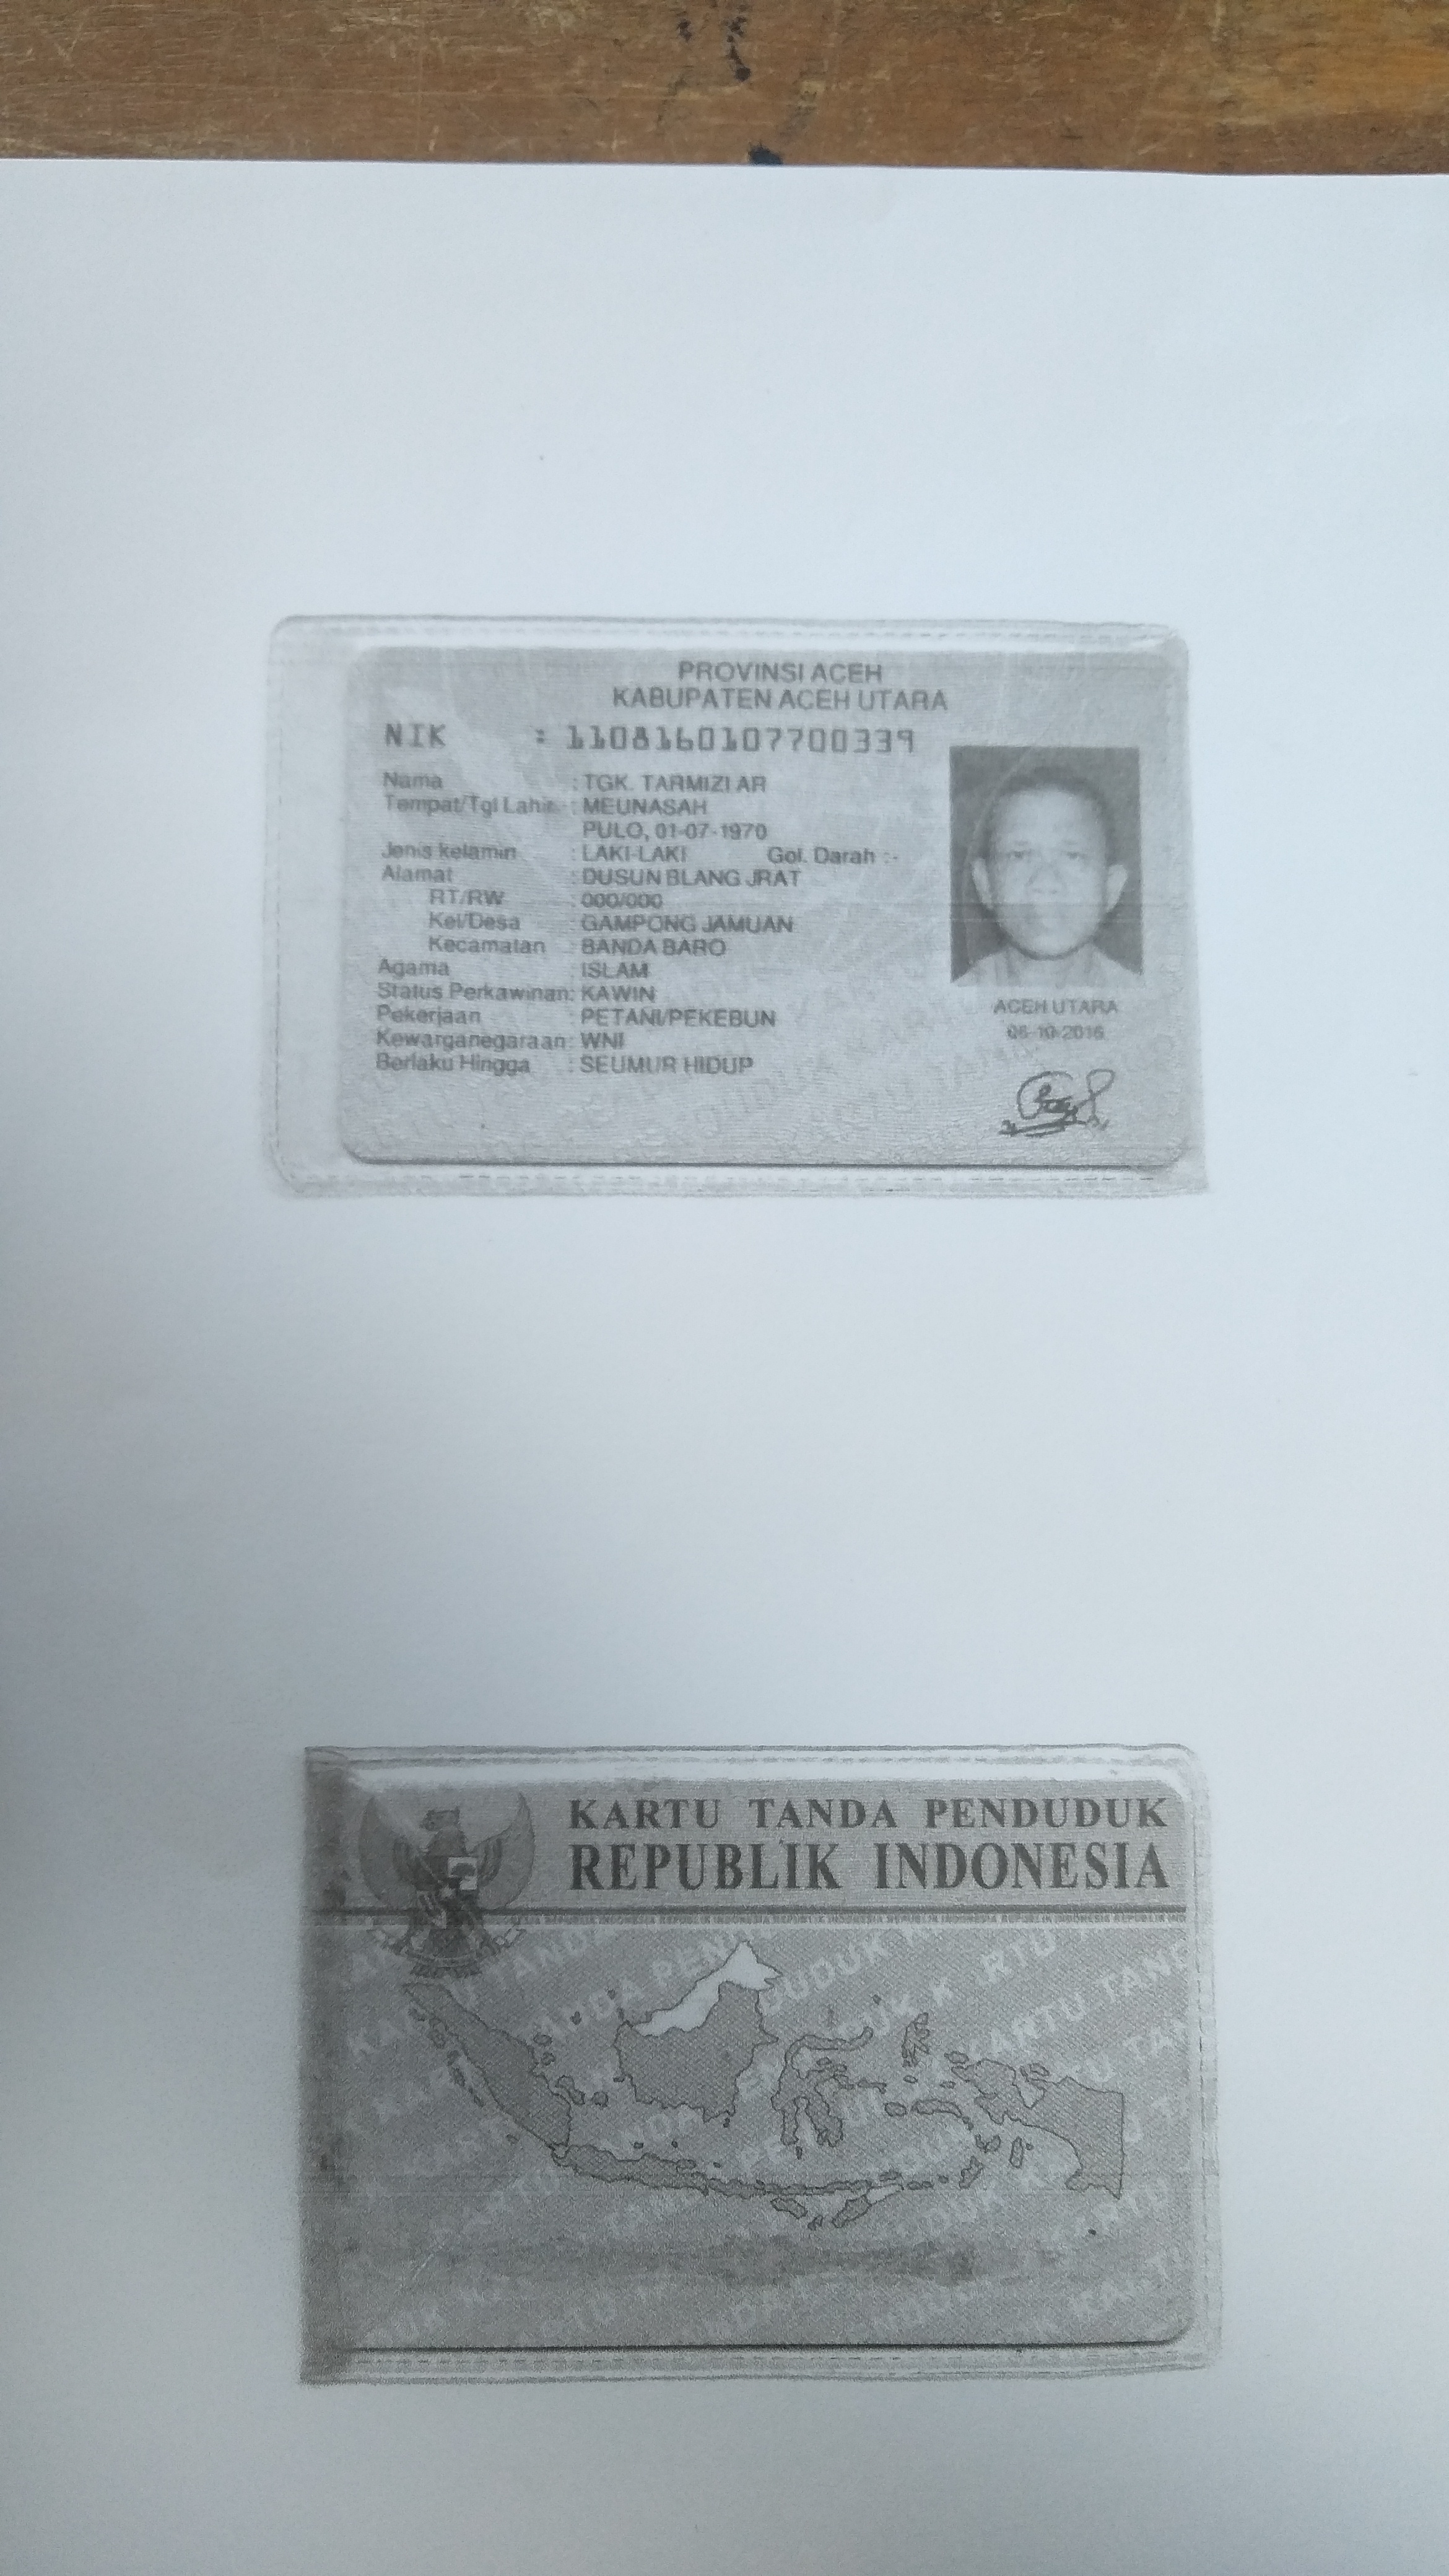 PROVINSI ACEH
KABUPATEN ACEH UTARA
NIK : 1108160107700339
Nama : TGK. TARMIZI AR
Tempat/Tgl Lahir : MEUNASAH
PULO, 01-07-1970
Jenis kelamin : LAKI-LAKI Gol. Darah :-
Alamat : DUSUN BLANG JRAT
RT/RW : 000/000
Kel/Desa : GAMPONG JAMUAN
Kecamatan : BANDA BARO
Agama : ISLAM
Status Perkawinan: KAWIN
Pekerjaan : PETANI/PEKEBUN
Kewarganegaraan: WNI
Berlaku Hingga : SEUMUR HIDUP
ACEH UTARA
06-10-2016
KARTU TANDA PENDUDUK
REPUBLIK INDONESIA